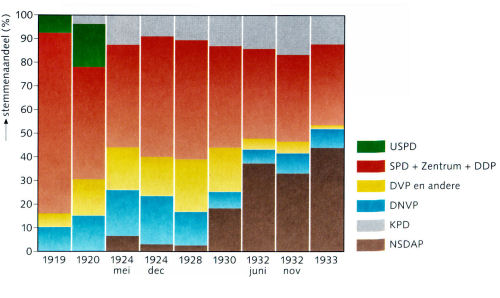 stemmenaandeel (%)
100
90
80
70
60
50
40
30
20
10
0
1919
1920
1924
mei
1924
dec
1928
1930
1932
juni
1932
nov
1933
USPD
SPD + Zentrum + DDP
DVP en andere
DNVP
KPD
NSDAP